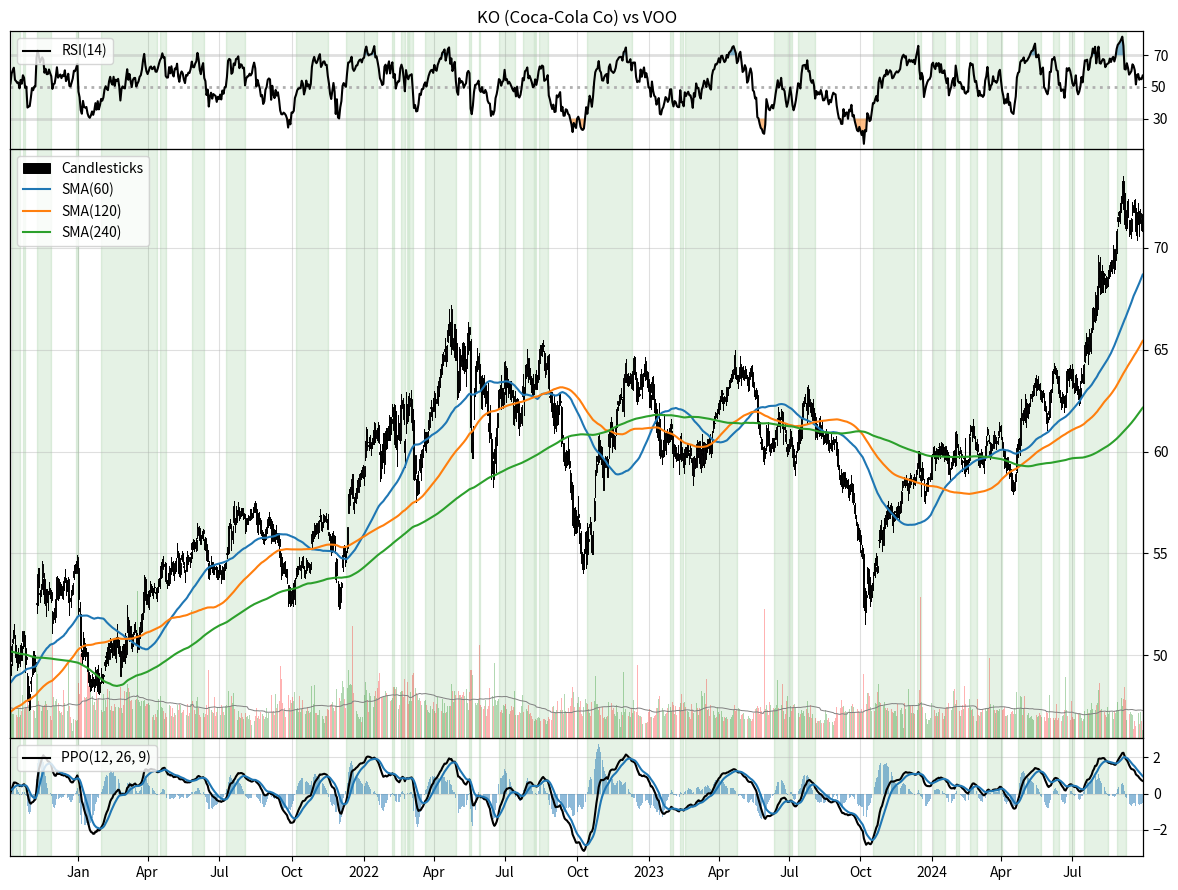 KO (Coca-Cola Co) vs VOO
RSI(14)
70
50
30
Candlesticks
SMA(60)
SMA(120)
SMA(240)
70
65
60
55
50
PPO(12, 26, 9)
2
0
−2
Jan Apr Jul Oct 2022 Apr Jul Oct 2023 Apr Jul Oct 2024 Apr Jul